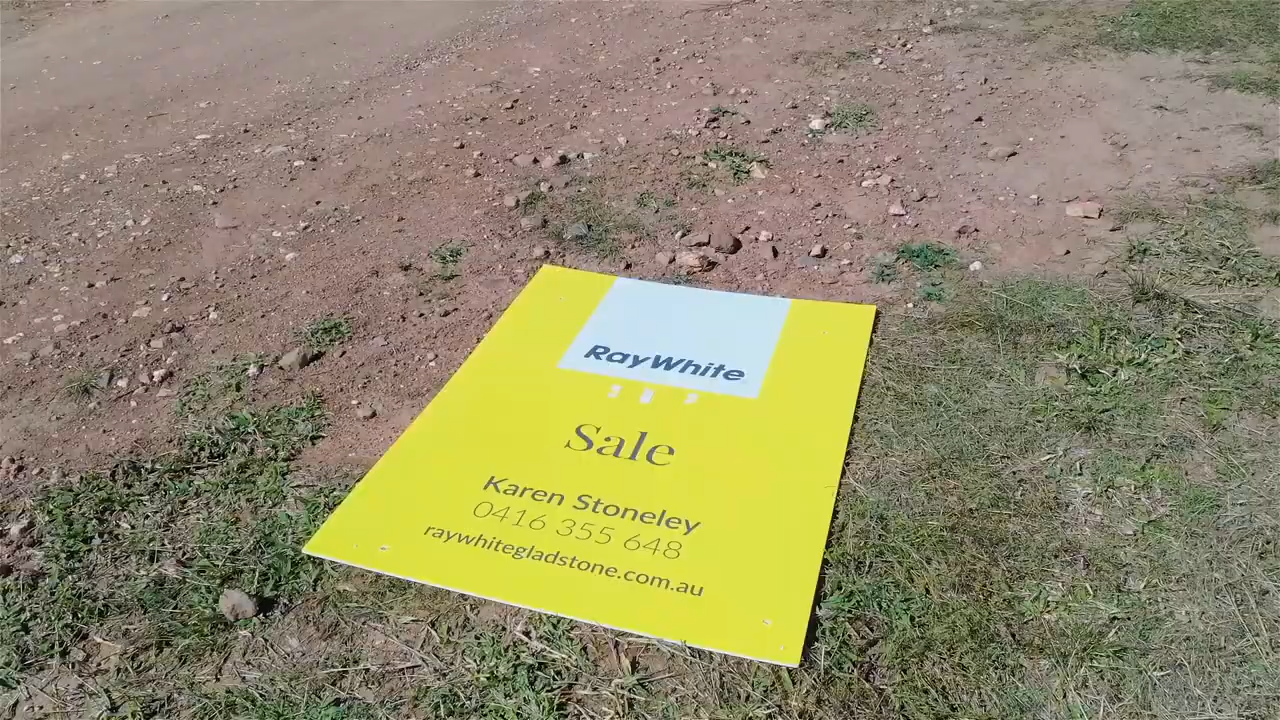 RayWhite
Sale
Karen Stoneley
0416 355 648
raywhitegladstone.com.au